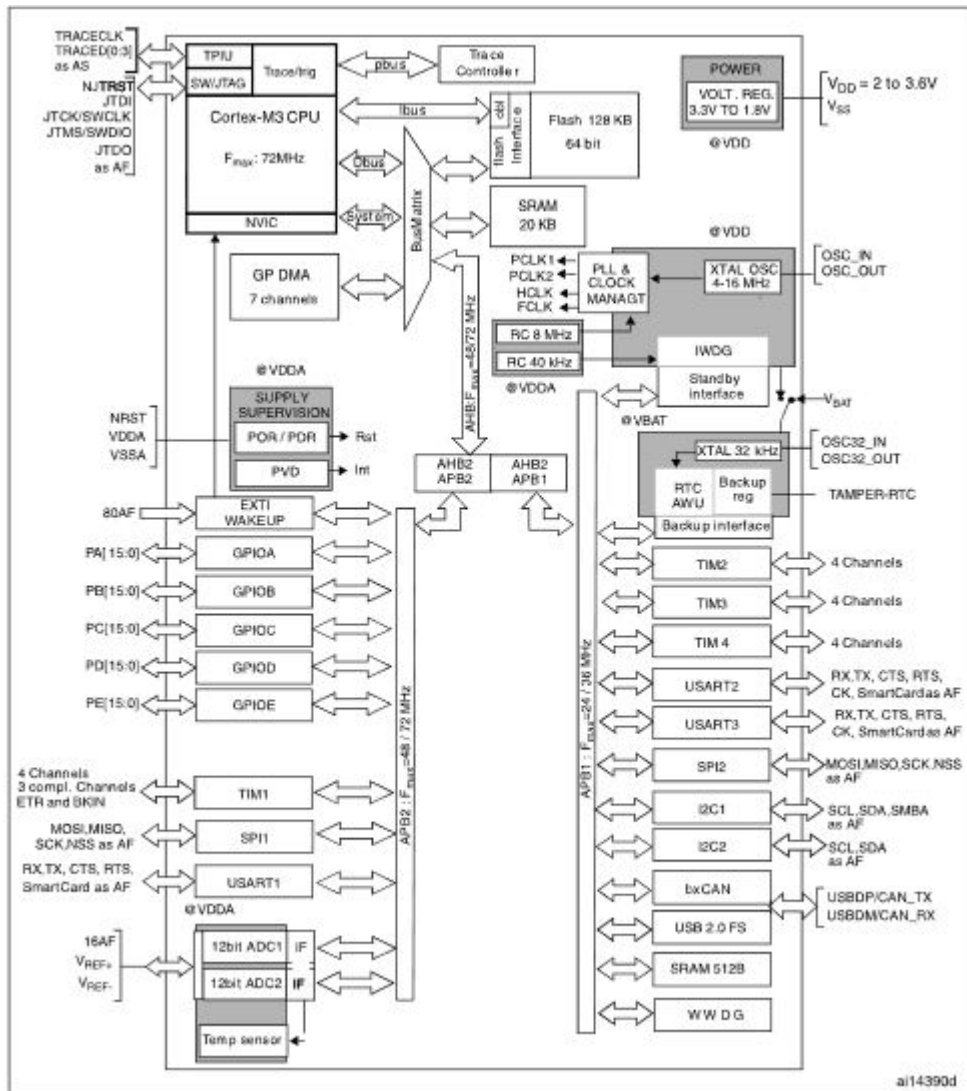 TRACECLK
TRACED[0:3]
as AS
NJTRST
JTDI
JTCK/SWCLK
JTMS/SWDIO
JTDO
as AF
TPIU
SW/JTAG
Trace/trig
Cortex-M3 CPU
Fmax: 72MHz
NVIC
pbus
Ibus
Dbus
System
Trace
Controller
flash obl
Interface
Flash 128 KB
64 bit
BusMatrix
SRAM
20 KB
GP DMA
7 channels
POWER
VOLT. REG.
3.3V TO 1.8V
@VDD
VDD = 2 to 3.6V
VSS
@VDD
PCLK1
PCLK2
HCLK
FCLK
PLL &
CLOCK
MANAGT
XTAL OSC
4-16 MHz
OSC_IN
OSC_OUT
RC 8 MHz
RC 40 kHz
@VDDA
IWDG
Standby
interface
VBAT
@VBAT
XTAL 32 kHz
OSC32_IN
OSC32_OUT
RTC
AWU
Backup
reg
TAMPER-RTC
Backup interface
AHB:Fmax=48/72 MHz
@VDDA
SUPPLY
SUPERVISION
NRST
VDDA
VSSA
POR / PDR
Rst
PVD
Int
AHB2
APB2
AHB2
APB1
80AF
EXTI
WAKEUP
PA[15:0]
GPIOA
PB[15:0]
GPIOB
PC[15:0]
GPIOC
PD[15:0]
GPIOD
PE[15:0]
GPIOE
4 Channels
3 compl. Channels
ETR and BKIN
TIM1
MOSI,MISO,
SCK,NSS as AF
SPI1
RX,TX, CTS, RTS,
SmartCard as AF
USART1
@VDDA
16AF
VREF+
VREF-
12bit ADC1 IF
12bit ADC2 IF
Temp sensor
APB2 : Fmax=48 / 72 MHz
APB1 : Fmax=24 / 36 MHz
TIM2
4 Channels
TIM3
4 Channels
TIM 4
4 Channels
USART2
RX,TX, CTS, RTS,
CK, SmartCard as AF
USART3
RX,TX, CTS, RTS,
CK, SmartCard as AF
SPI2
MOSI,MISO,SCK,NSS
as AF
I2C1
SCL,SDA,SMBA
as AF
I2C2
SCL,SDA
as AF
bxCAN
USBDP/CAN_TX
USBDM/CAN_RX
USB 2.0 FS
SRAM 512B
WWDG
ai14390d